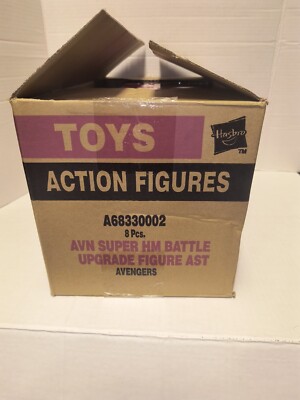 TOYS
Hasbro
TM
ACTION FIGURES
A68330002
8 Pcs.
AVN SUPER HM BATTLE
UPGRADE FIGURE AST
AVENGERS